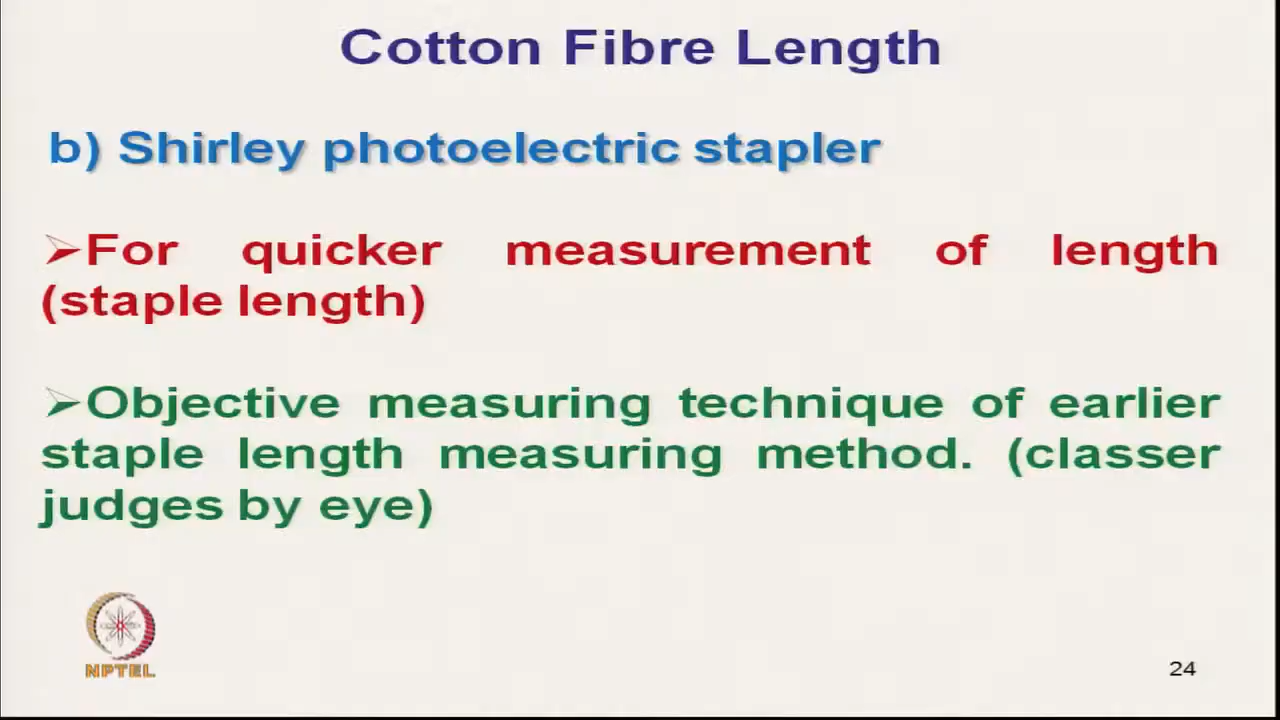 Cotton Fibre Length
b) Shirley photoelectric stapler
➢For quicker measurement of length
(staple length)
➢Objective measuring technique of earlier
staple length measuring method. (classer
judges by eye)
NPTEL
24